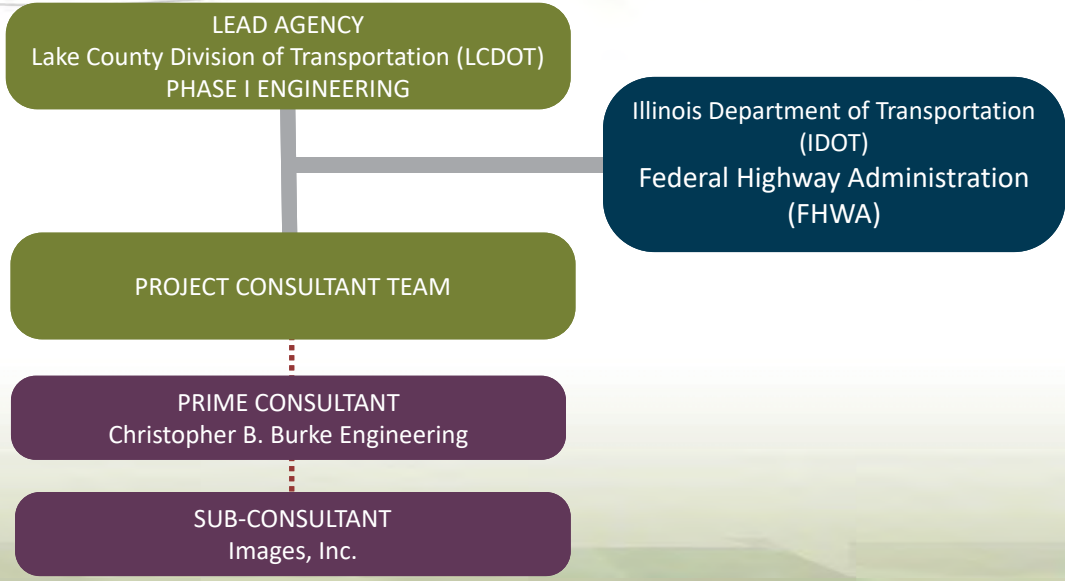 LEAD AGENCY
Lake County Division of Transportation (LCDOT)
PHASE I ENGINEERING
Illinois Department of Transportation
(IDOT)
Federal Highway Administration
(FHWA)
PROJECT CONSULTANT TEAM
PRIME CONSULTANT
Christopher B. Burke Engineering
SUB-CONSULTANT
Images, Inc.